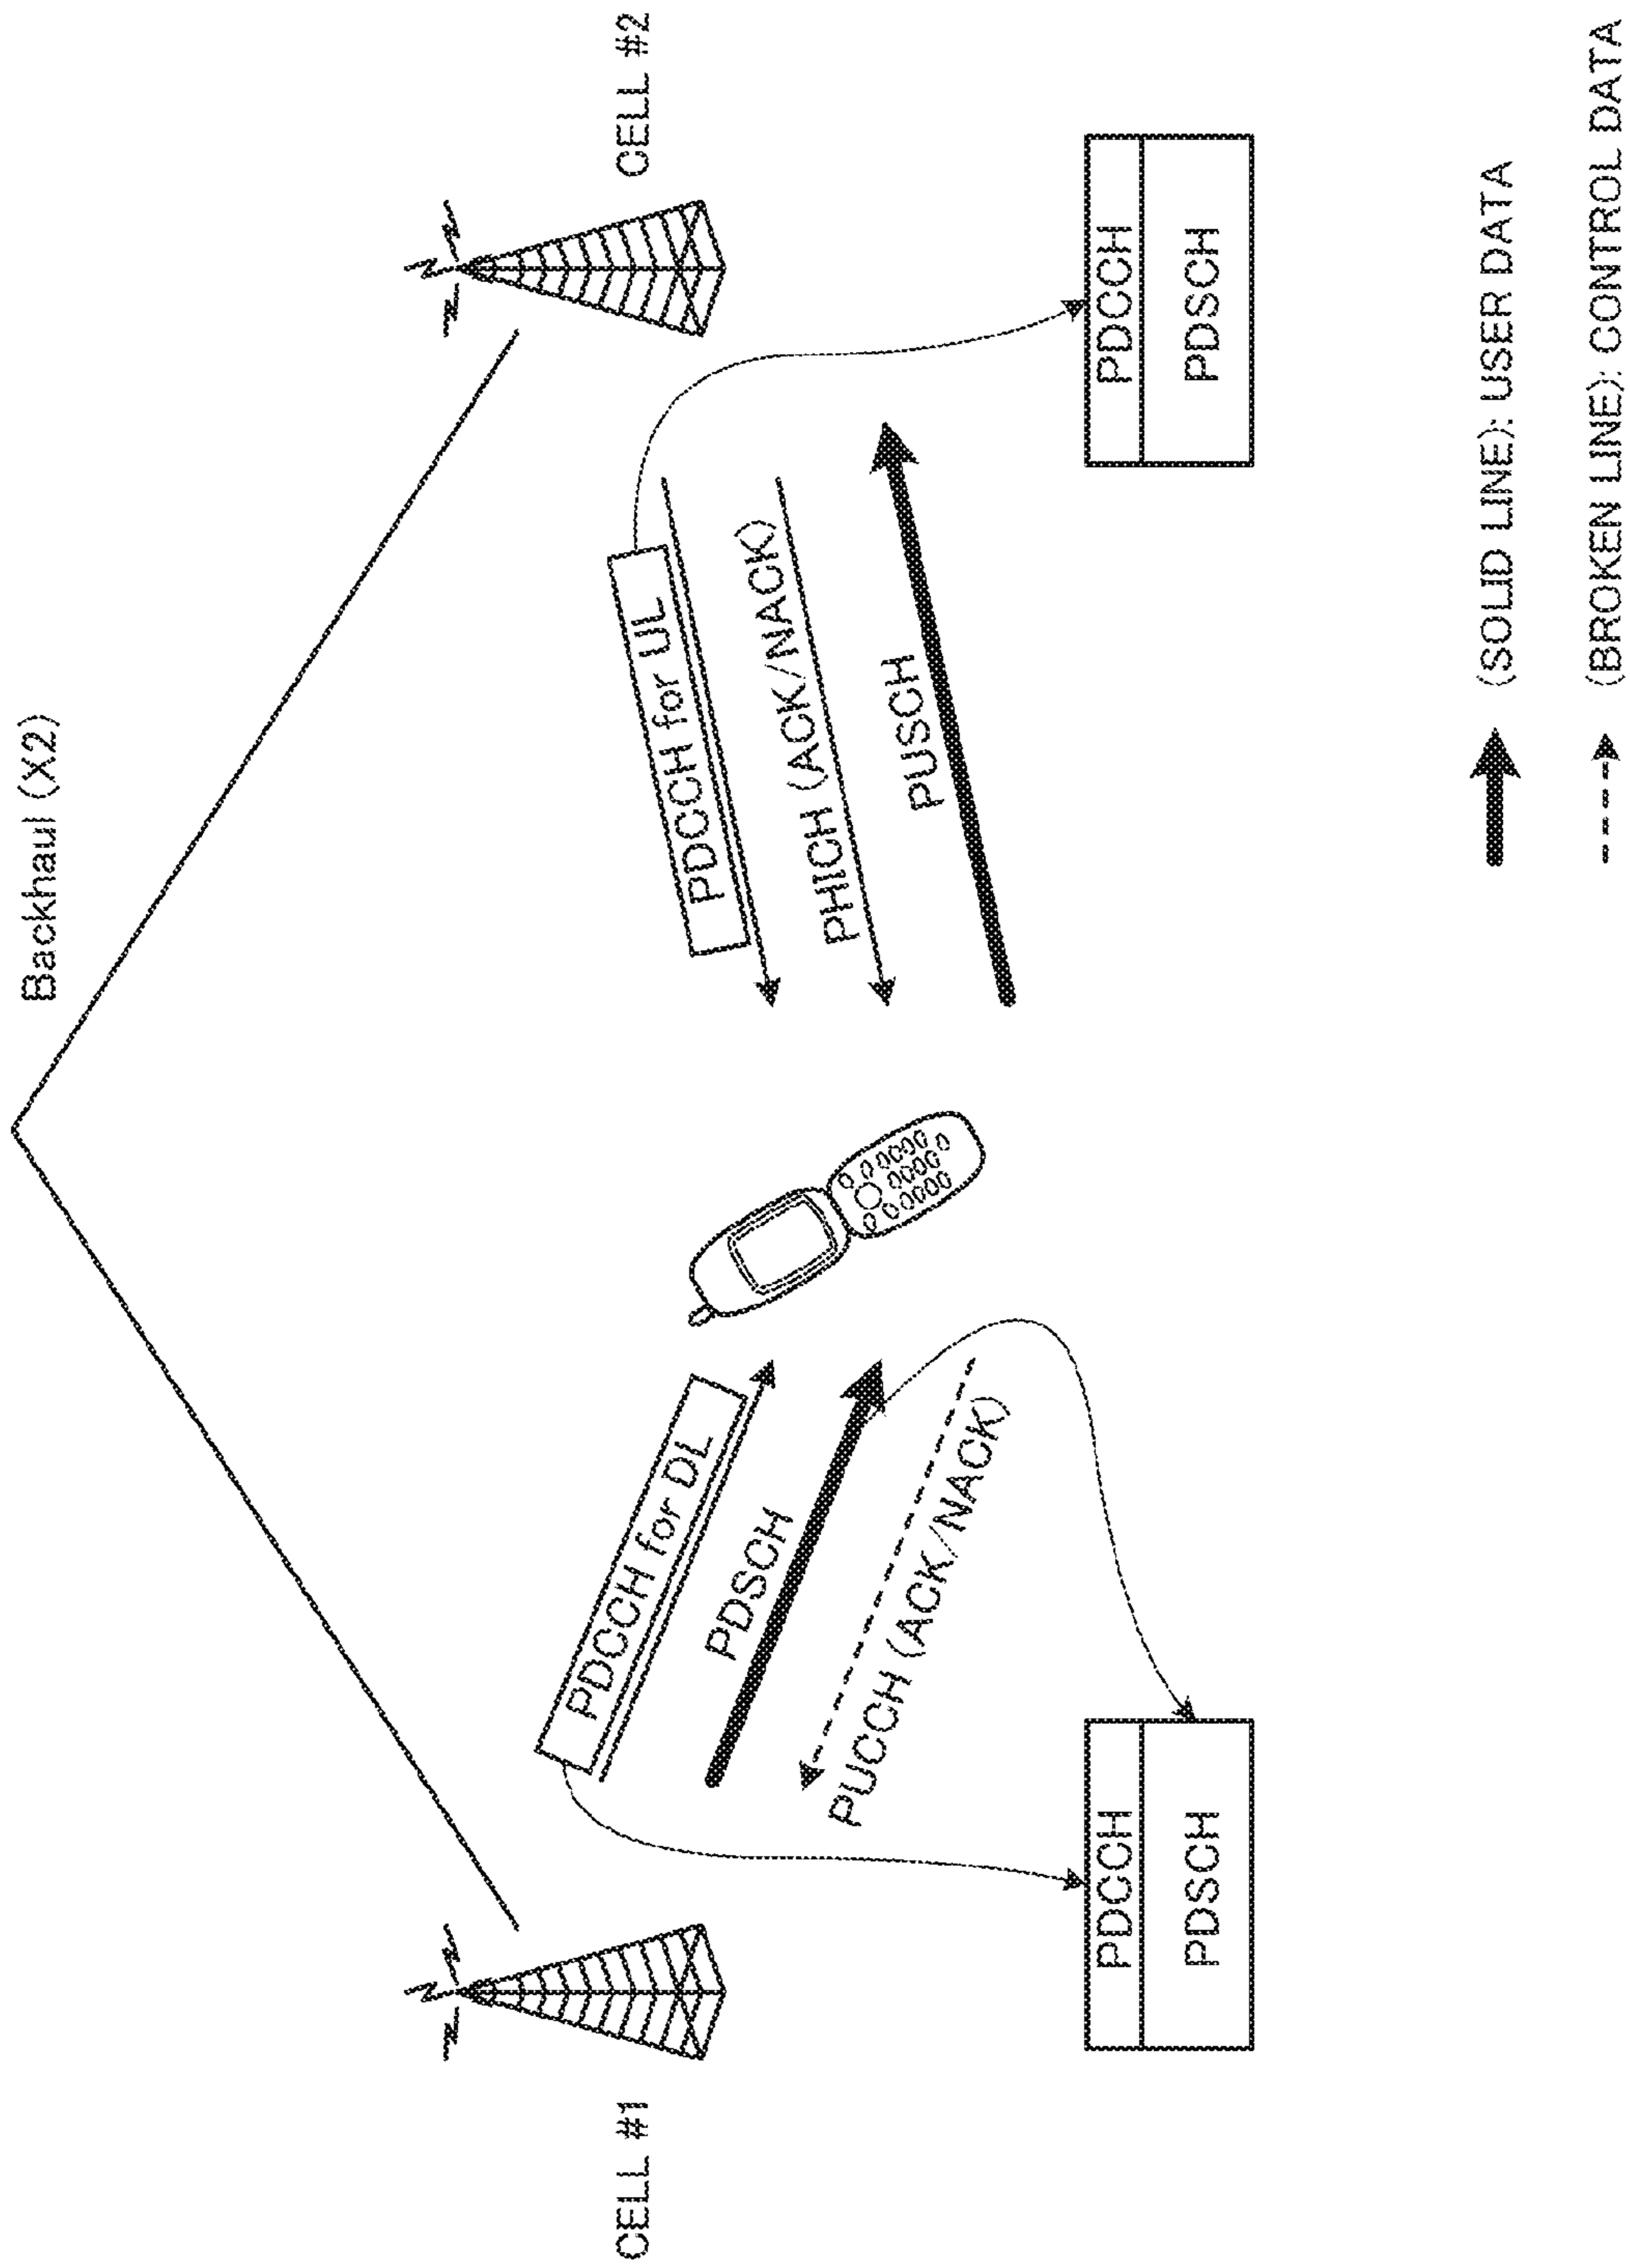 Backhaul (X2)
CELL #1
CELL #2
PDCCH for DL
PDSCH
PUCCH (ACK/NACK)
PDCCH for UL
PHICH (ACK/NACK)
PUSCH
PDCCH
PDSCH
PDCCH
PDSCH
(SOLID LINE): USER DATA
(BROKEN LINE): CONTROL DATA